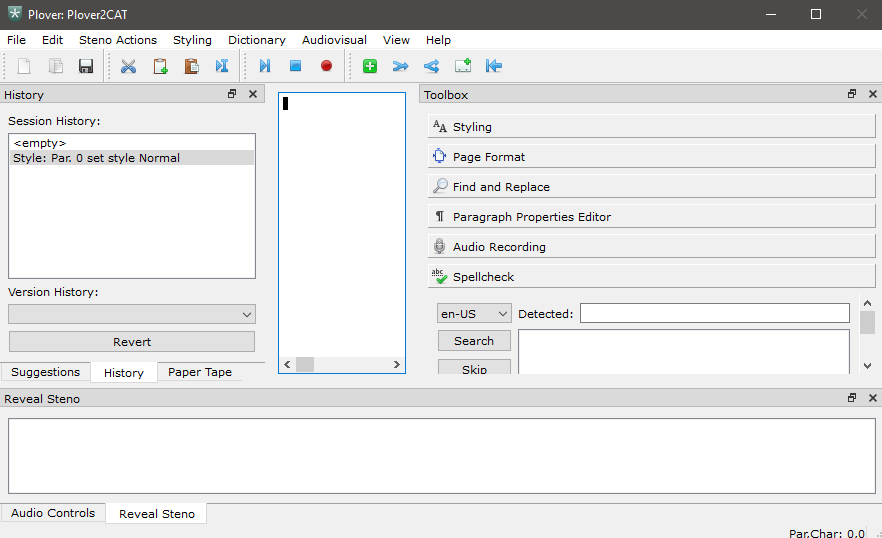 Plover: Plover2CAT
File Edit Steno Actions Styling Dictionary Audiovisual View Help
History
Session History:
<empty>
Style: Par. 0 set style Normal
Version History:
Revert
Suggestions History Paper Tape
Toolbox
AA Styling
Page Format
Find and Replace
¶ Paragraph Properties Editor
Audio Recording
abc Spellcheck
en-US Detected:
Search
Skip
Reveal Steno
Audio Controls Reveal Steno
Par,Char: 0,0